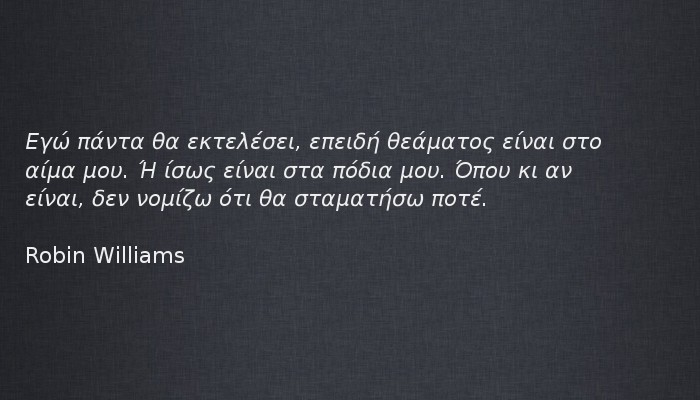 Εγώ πάντα θα εκτελέσει, επειδή θεάματος είναι στο
αίμα μου. Ή ίσως είναι στα πόδια μου. Όπου κι αν
είναι, δεν νομίζω ότι θα σταματήσω ποτέ.
Robin Williams